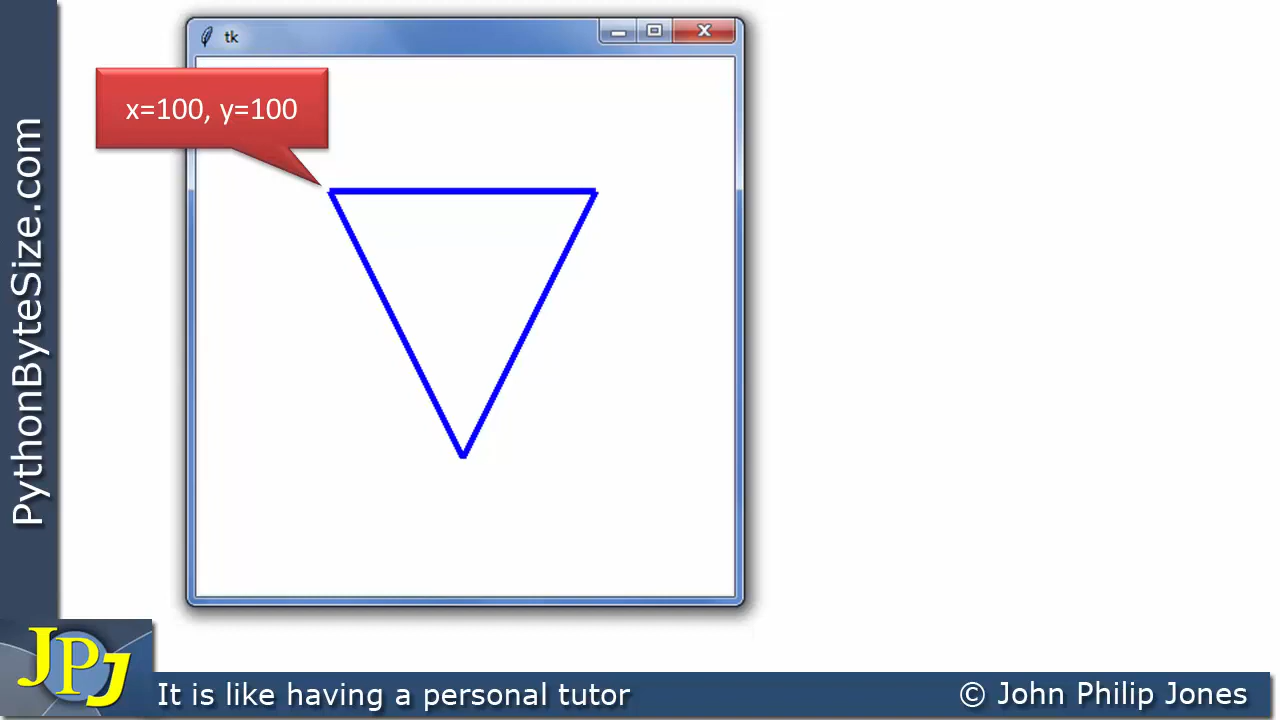 tk
x=100, y=100
PythonByteSize.com
JPJ
It is like having a personal tutor
© John Philip Jones